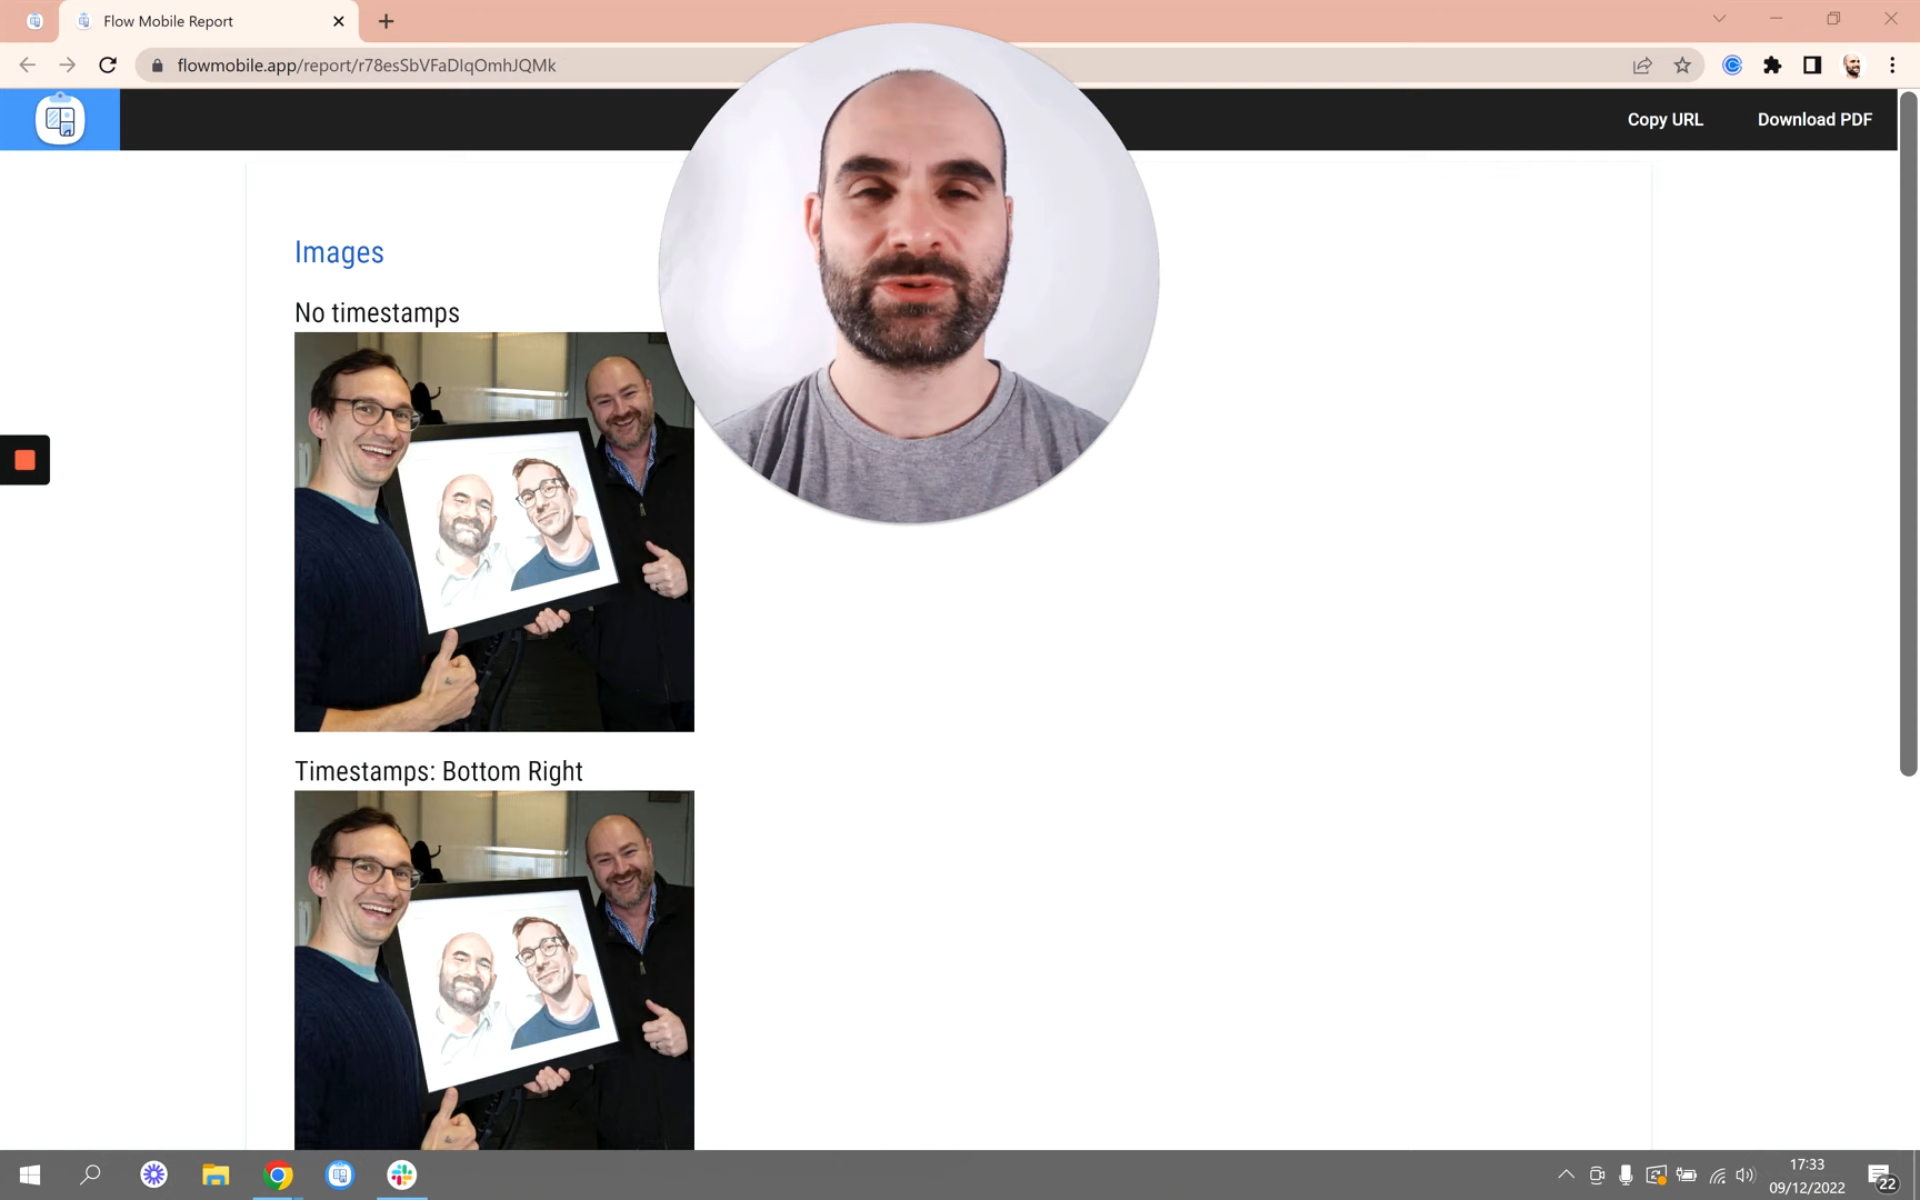 Flow Mobile Report
flowmobile.app/report/r78esSbVFaDIqOmhJQMk
Copy URL
Download PDF
Images
No timestamps
Timestamps: Bottom Right
17:33
09/12/2022
22